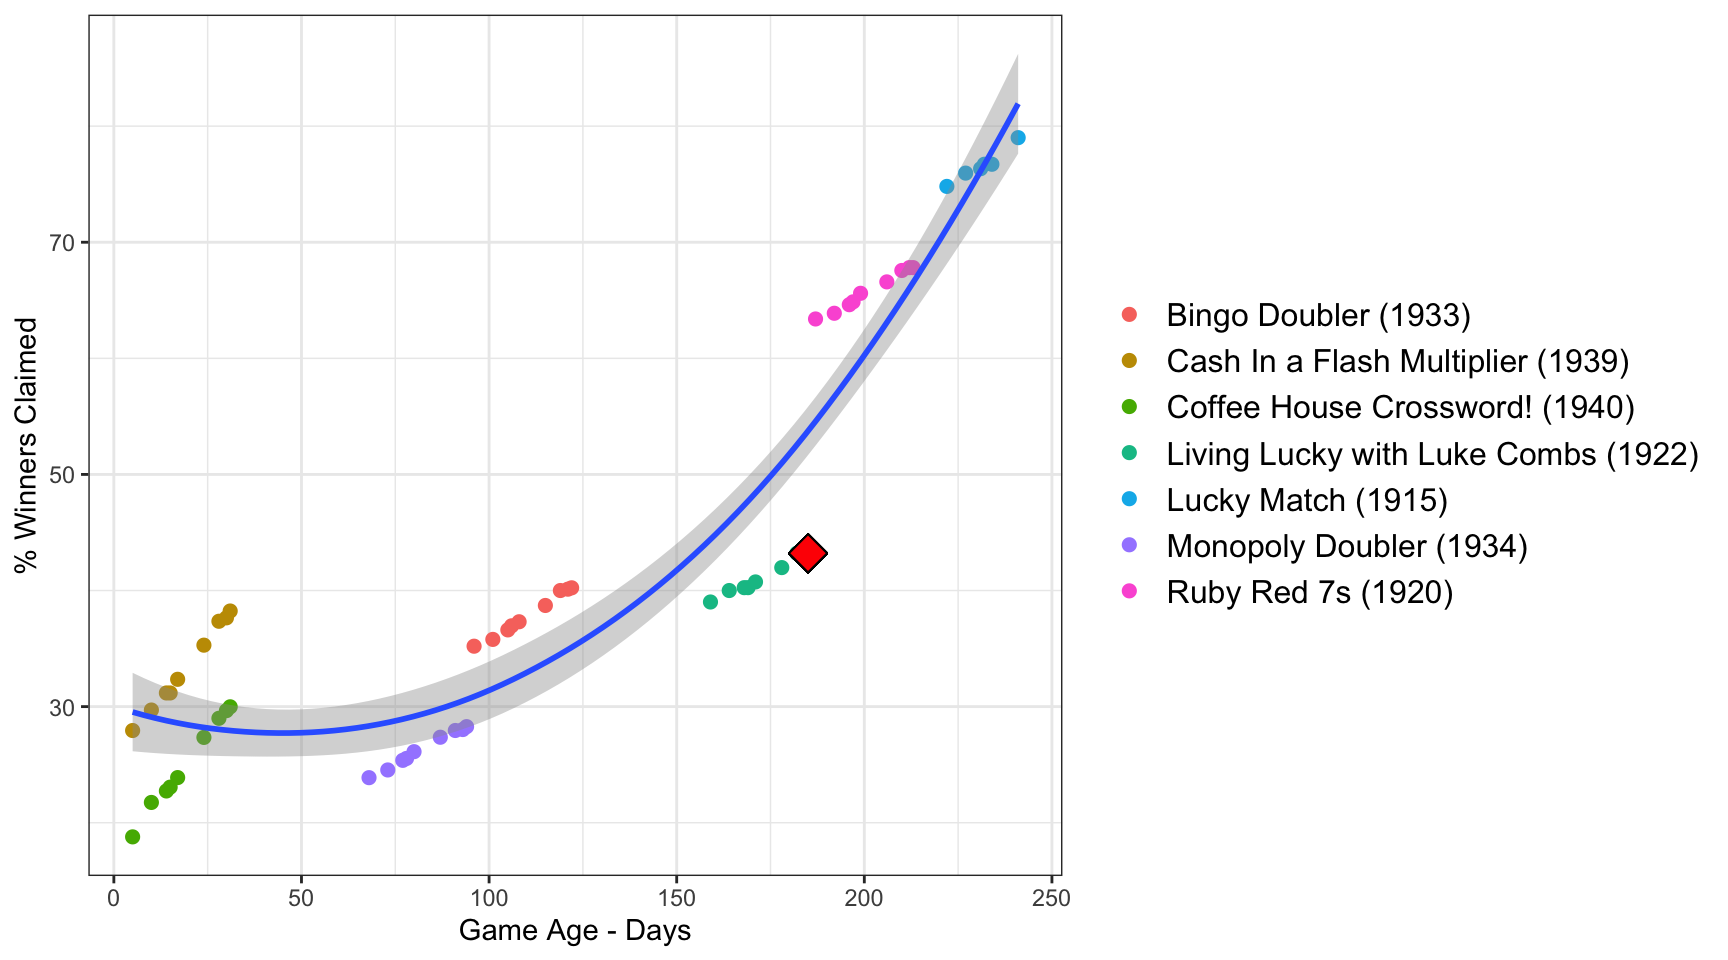 % Winners Claimed
70
50
30
0
50
100
150
200
250
Game Age - Days
Bingo Doubler (1933)
Cash In a Flash Multiplier (1939)
Coffee House Crossword! (1940)
Living Lucky with Luke Combs (1922)
Lucky Match (1915)
Monopoly Doubler (1934)
Ruby Red 7s (1920)